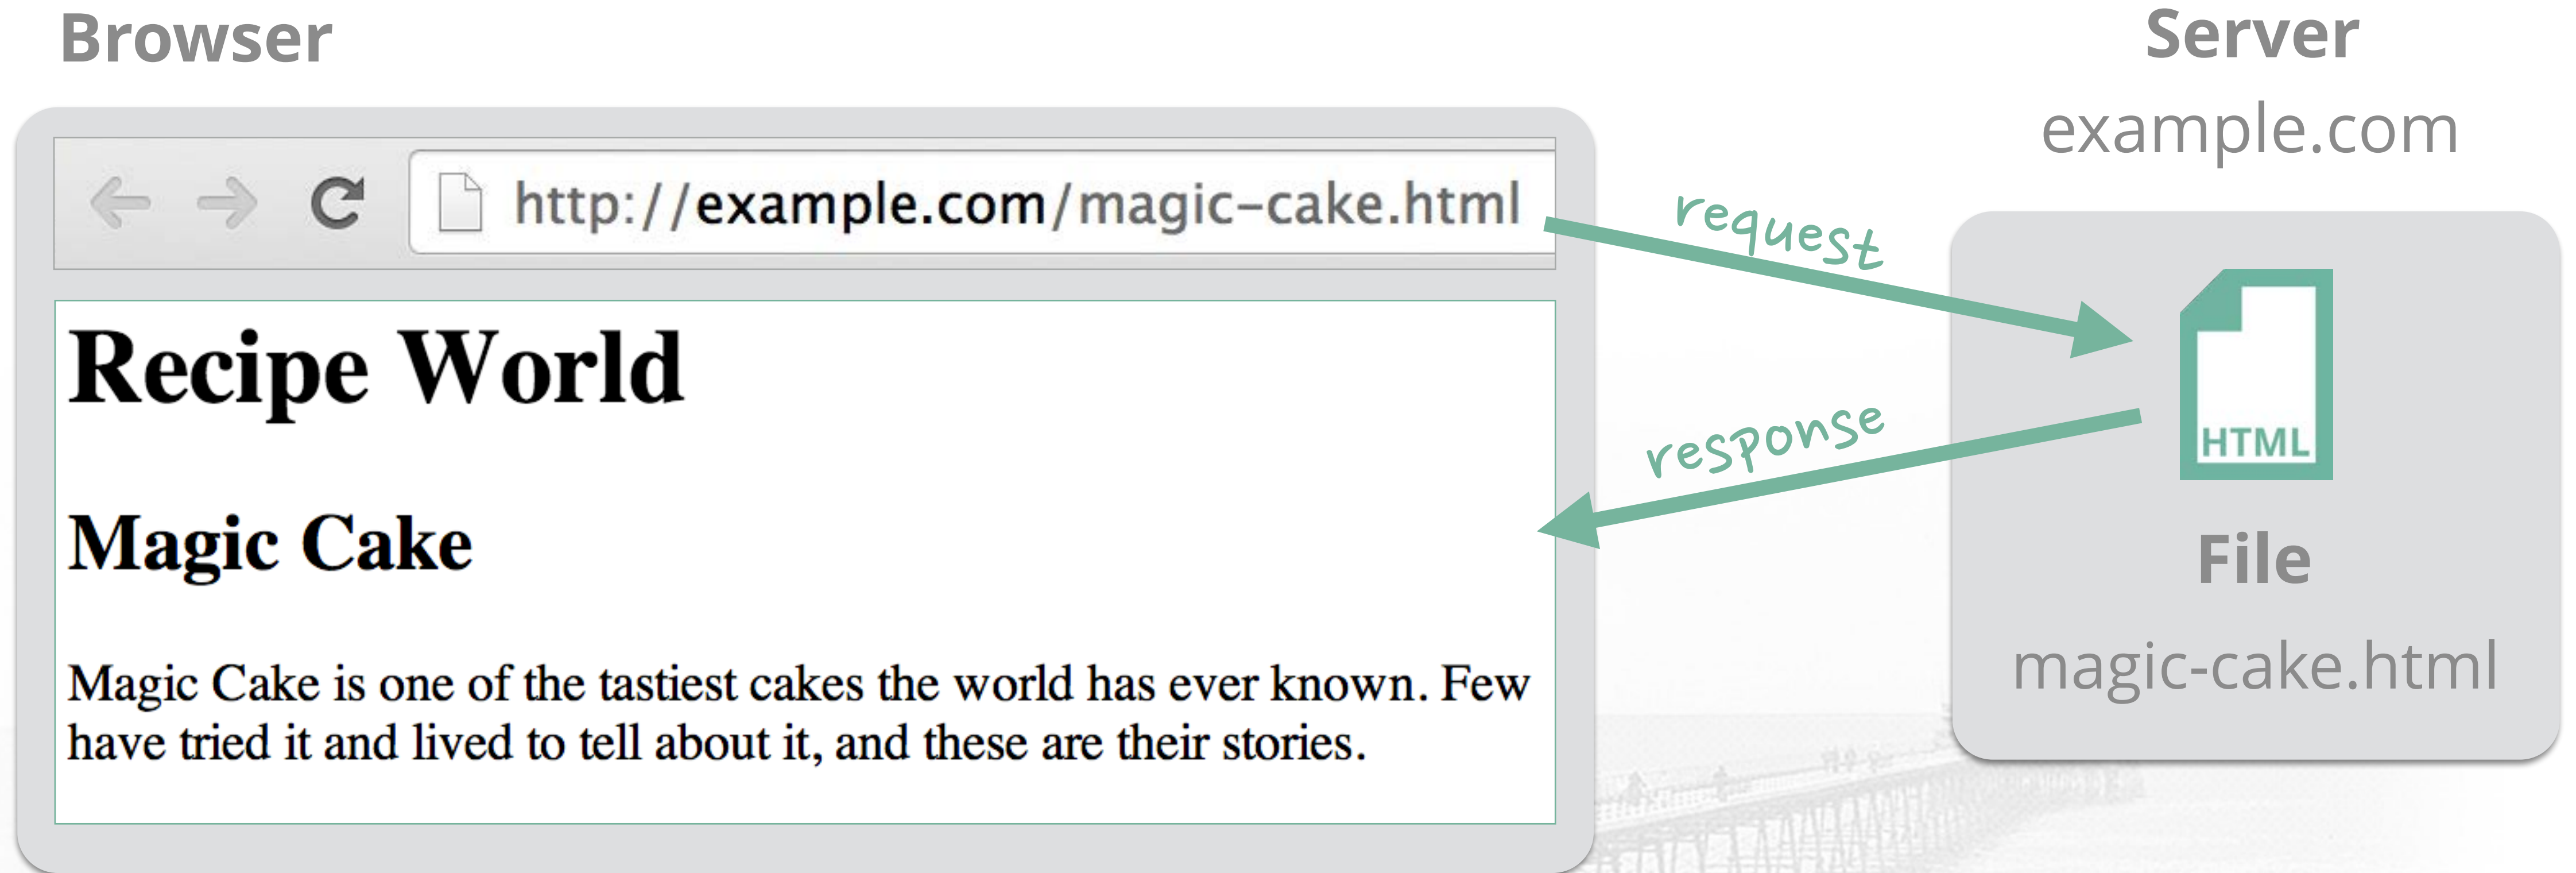 Browser
http://example.com/magic-cake.html
Recipe World
Magic Cake
Magic Cake is one of the tastiest cakes the world has ever known. Few
have tried it and lived to tell about it, and these are their stories.
request
response
Server
example.com
HTML
File
magic-cake.html